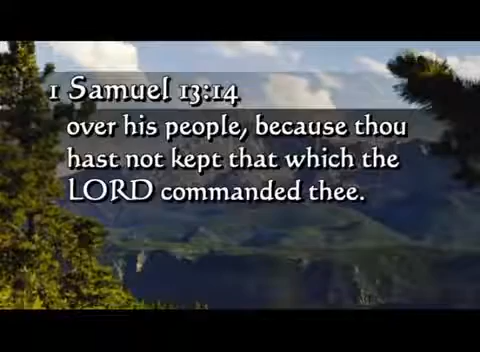 1 Samuel 13:14
over his people, because thou
hast not kept that which the
LORD commanded thee.